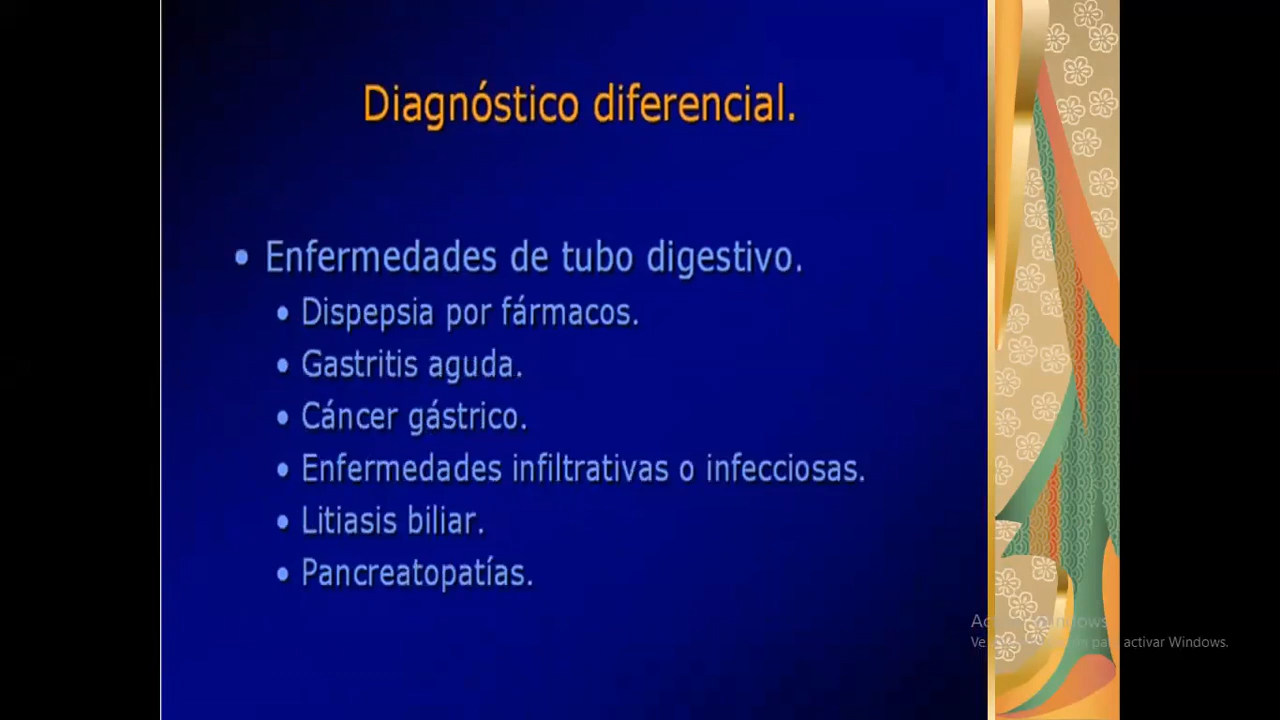 Diagnóstico diferencial.
• Enfermedades de tubo digestivo.
• Dispepsia por fármacos.
• Gastritis aguda.
• Cáncer gástrico.
• Enfermedades infiltrativas o infecciosas.
• Litiasis biliar.
• Pancreatopatías.
activar Windows.